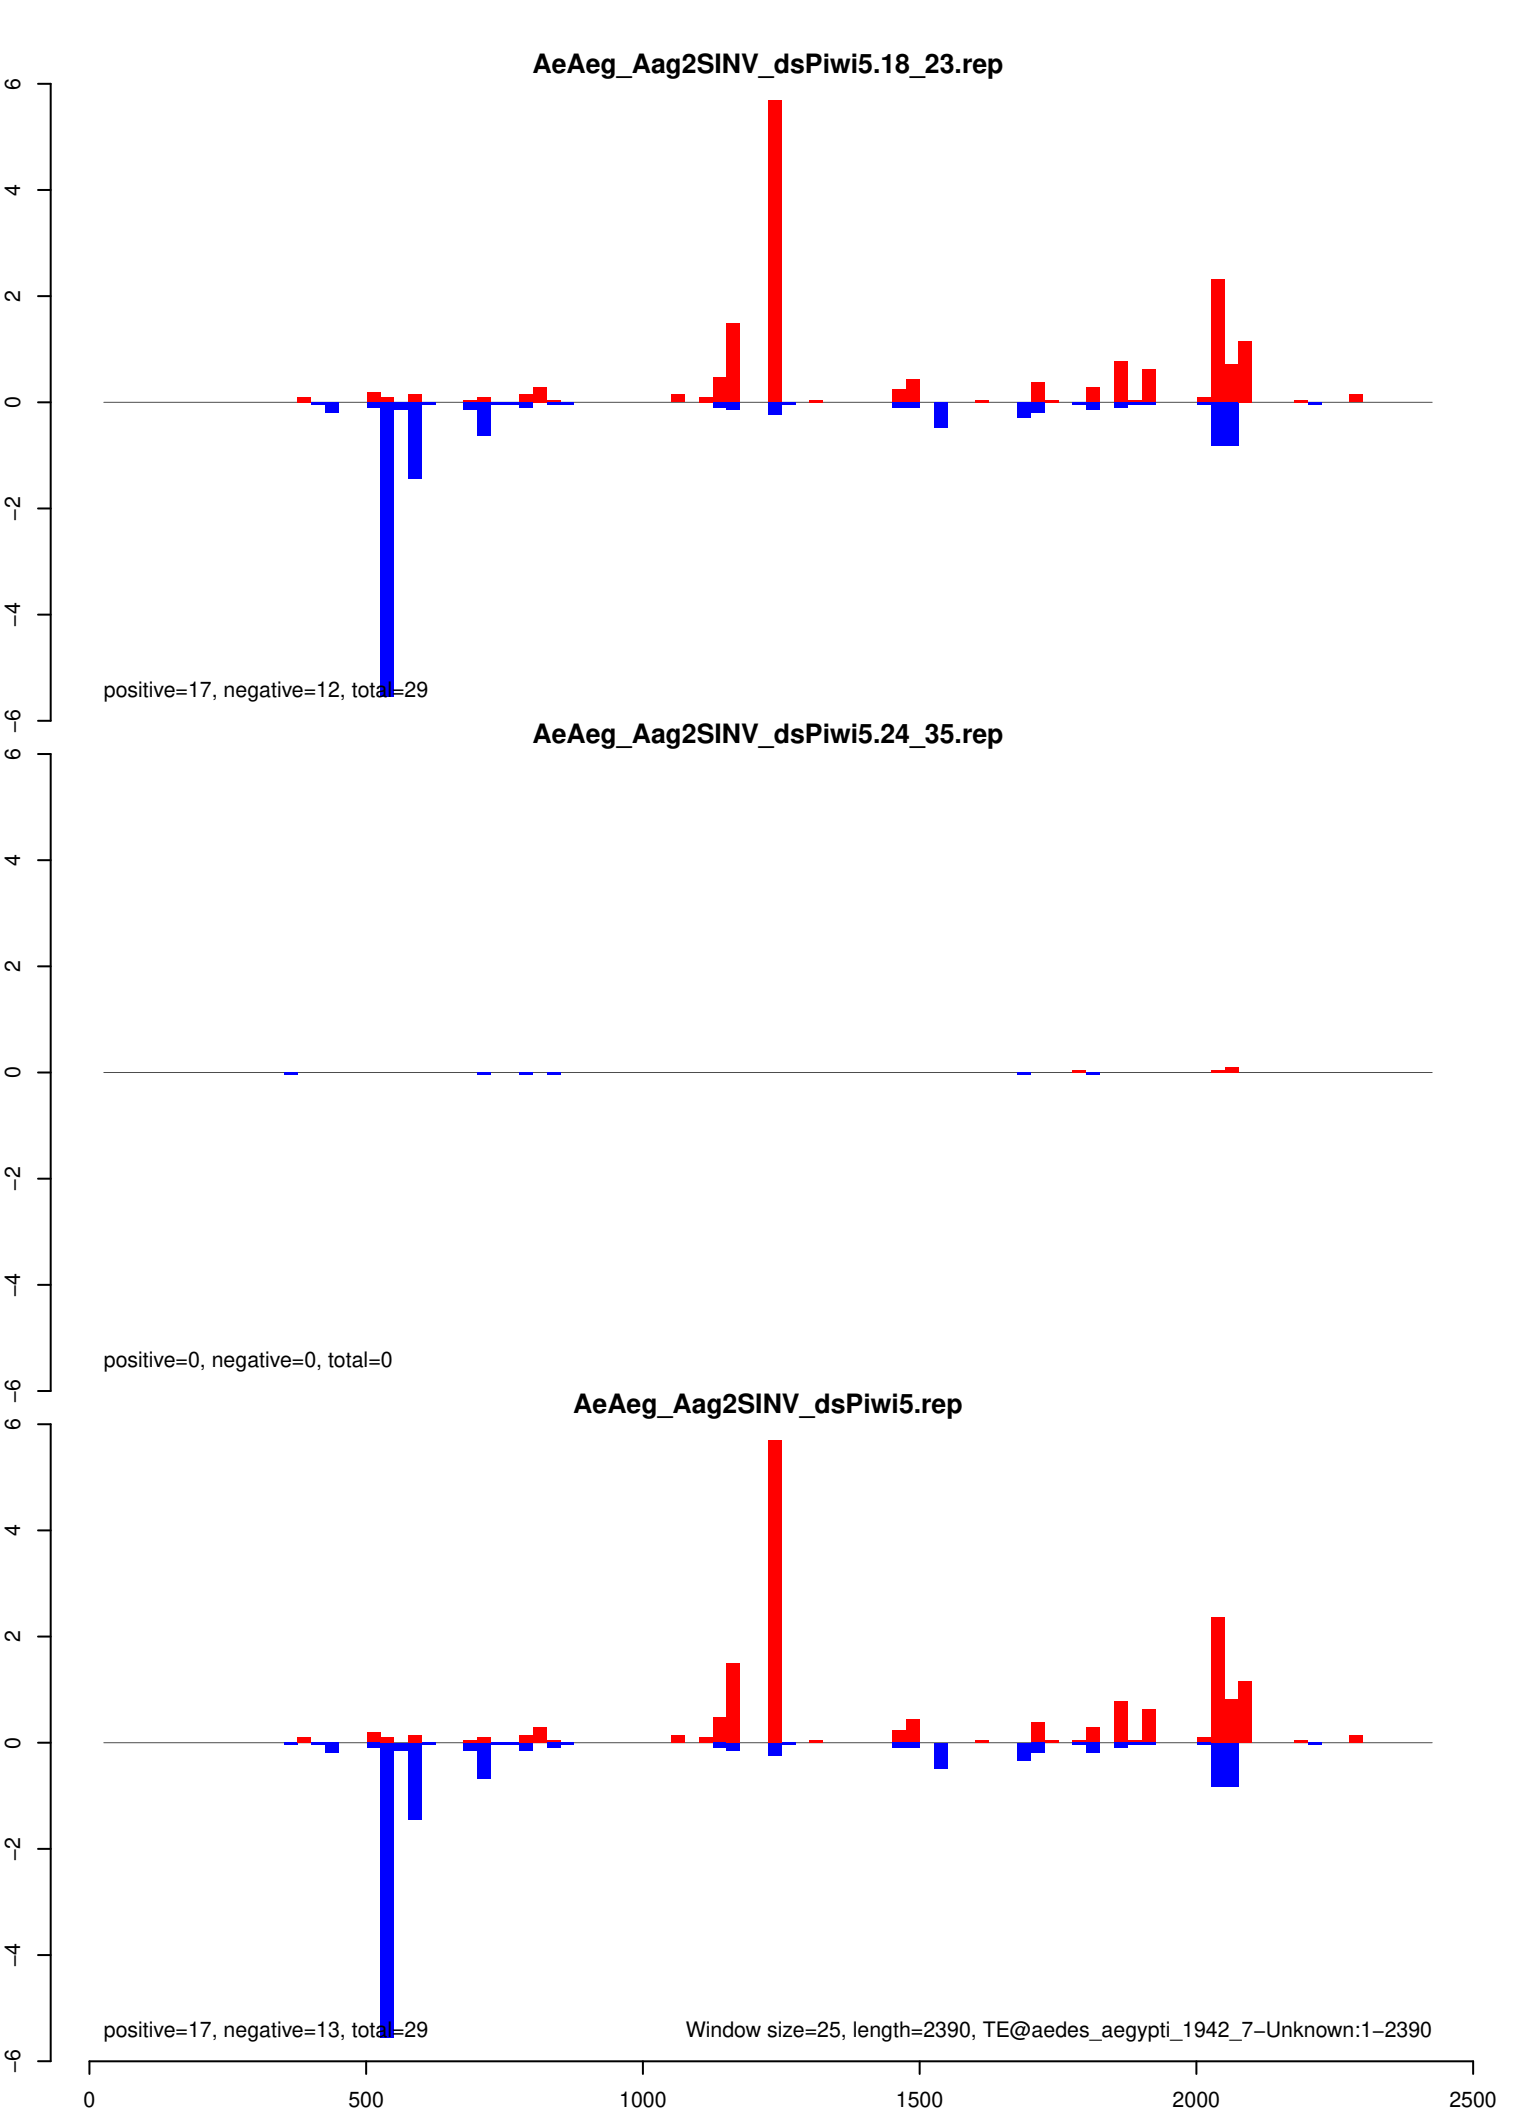 AeAeg_Aag2SINV_dsPiwi5.18_23.rep
6
4
2
0
−2
−4
−6
positive=17, negative=12, total=29
AeAeg_Aag2SINV_dsPiwi5.24_35.rep
6
4
2
0
−2
−4
−6
positive=0, negative=0, total=0
AeAeg_Aag2SINV_dsPiwi5.rep
6
4
2
0
−2
−4
−6
positive=17, negative=13, total=29
Window size=25, length=2390, TE@aedes_aegypti_1942_7−Unknown:1−2390
0 500 1000 1500 2000 2500